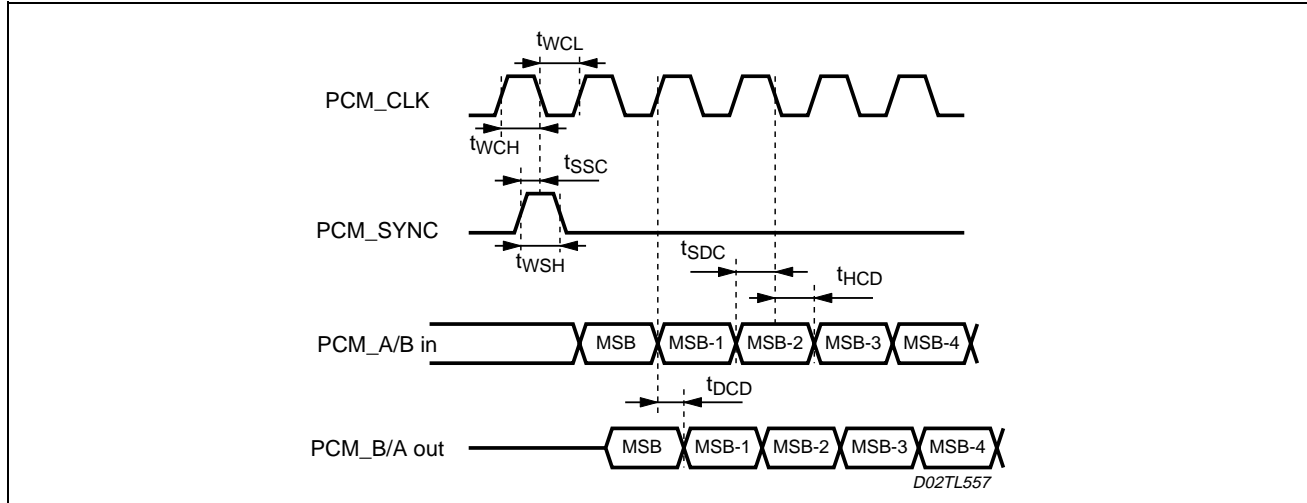 tWCL
PCM_CLK
tWCH
tSSC
PCM_SYNC
tWSH
tSDC
tHCD
PCM_A/B in
MSB MSB-1 MSB-2 MSB-3 MSB-4
tDCD
PCM_B/A out
MSB MSB-1 MSB-2 MSB-3 MSB-4
D02TL557